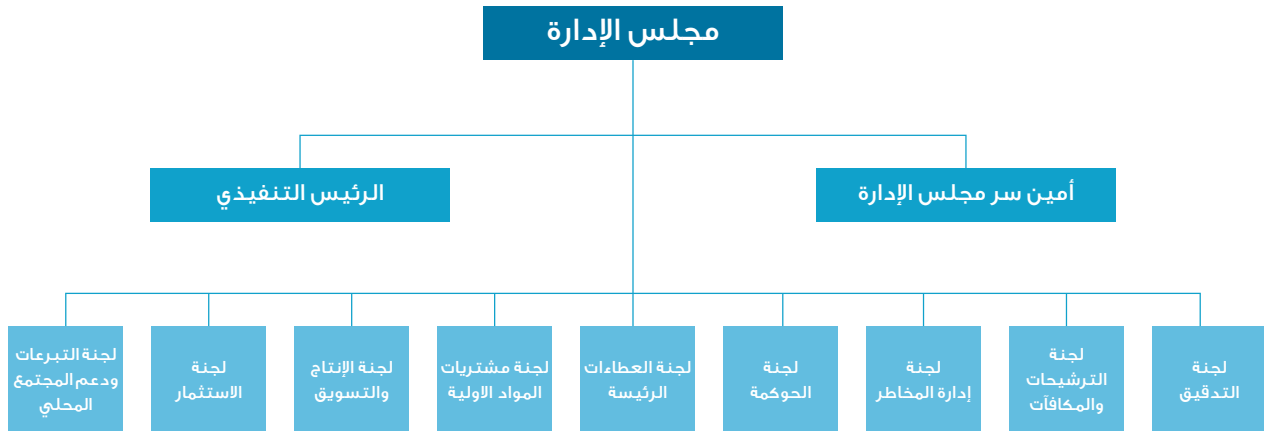 مجلس الإدارة
أمين سر مجلس الإدارة
الرئيس التنفيذي
لجنة
التدقيق
لجنة
الترشيحات
والمكافآت
لجنة
إدارة المخاطر
لجنة
الحوكمة
لجنة العطاءات
الرئيسة
لجنة مشتريات
المواد الاولية
لجنة الإنتاج
والتسويق
لجنة
الاستثمار
لجنة التبرعات
ودعم المجتمع
المحلي